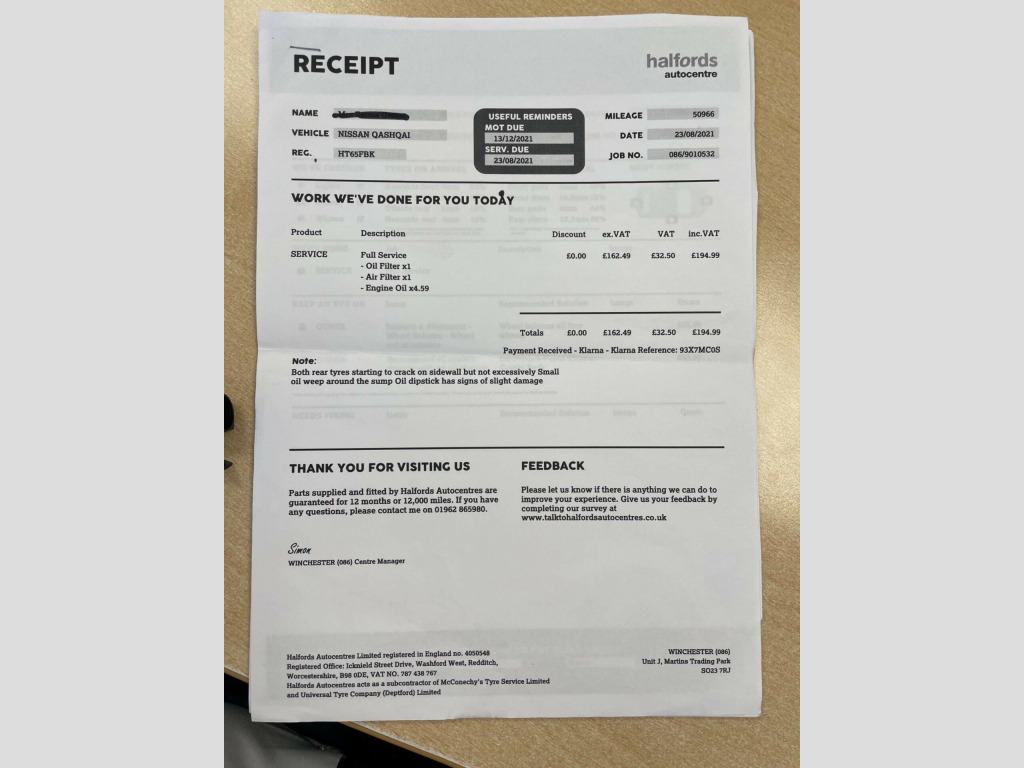 RECEIPT
halfords
autocentre
NAME
VEHICLE NISSAN QASHQAI
REG. HT65FBK
USEFUL REMINDERS
MOT DUE
13/12/2021
SERV. DUE
23/08/2021
MILEAGE 50966
DATE 23/08/2021
JOB NO. 086/9010532
WORK WE'VE DONE FOR YOU TODAY
Product Description Discount ex.VAT VAT inc.VAT
SERVICE Full Service £0.00 £162.49 £32.50 £194.99
- Oil Filter x1
- Air Filter x1
- Engine Oil x4.59
Totals £0.00 £162.49 £32.50 £194.99
Payment Received - Klarna - Klarna Reference: 93X7MC0S
Note:
Both rear tyres starting to crack on sidewall but not excessively Small
oil weep around the sump Oil dipstick has signs of slight damage
THANK YOU FOR VISITING US
Parts supplied and fitted by Halfords Autocentres are
guaranteed for 12 months or 12,000 miles. If you have
any questions, please contact me on 01962 865980.
Simon
WINCHESTER (086) Centre Manager
FEEDBACK
Please let us know if there is anything we can do to
improve your experience. Give us your feedback by
completing our survey at
www.talktohalfordsautocentres.co.uk
Halfords Autocentres Limited registered in England no. 4050548
Registered Office: Icknield Street Drive, Washford West, Redditch,
Worcestershire, B98 0DE, VAT NO. 787 438 767
Halfords Autocentres acts as a subcontractor of McConechy's Tyre Service Limited
and Universal Tyre Company (Deptford) Limited
WINCHESTER (086)
Unit J, Martins Trading Park
SO23 7RJ